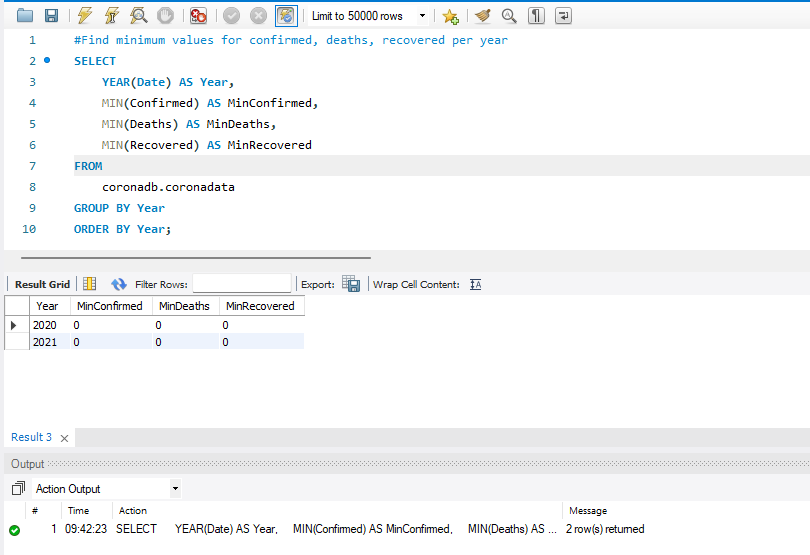 Limit to 50000 rows
1 #Find minimum values for confirmed, deaths, recovered per year
2 SELECT
3 YEAR(Date) AS Year,
4 MIN(Confirmed) AS MinConfirmed,
5 MIN(Deaths) AS MinDeaths,
6 MIN(Recovered) AS MinRecovered
7 FROM
8 coronadb.coronadata
9 GROUP BY Year
10 ORDER BY Year;
Result Grid Filter Rows: Export: Wrap Cell Content: IA
Year MinConfirmed MinDeaths MinRecovered
2020 0 0 0
2021 0 0 0
Result 3
Output
Action Output
# Time Action Message
1 09:42:23 SELECT YEAR(Date) AS Year, MIN(Confirmed) AS MinConfirmed, MIN(Deaths) AS ... 2 row(s) returned